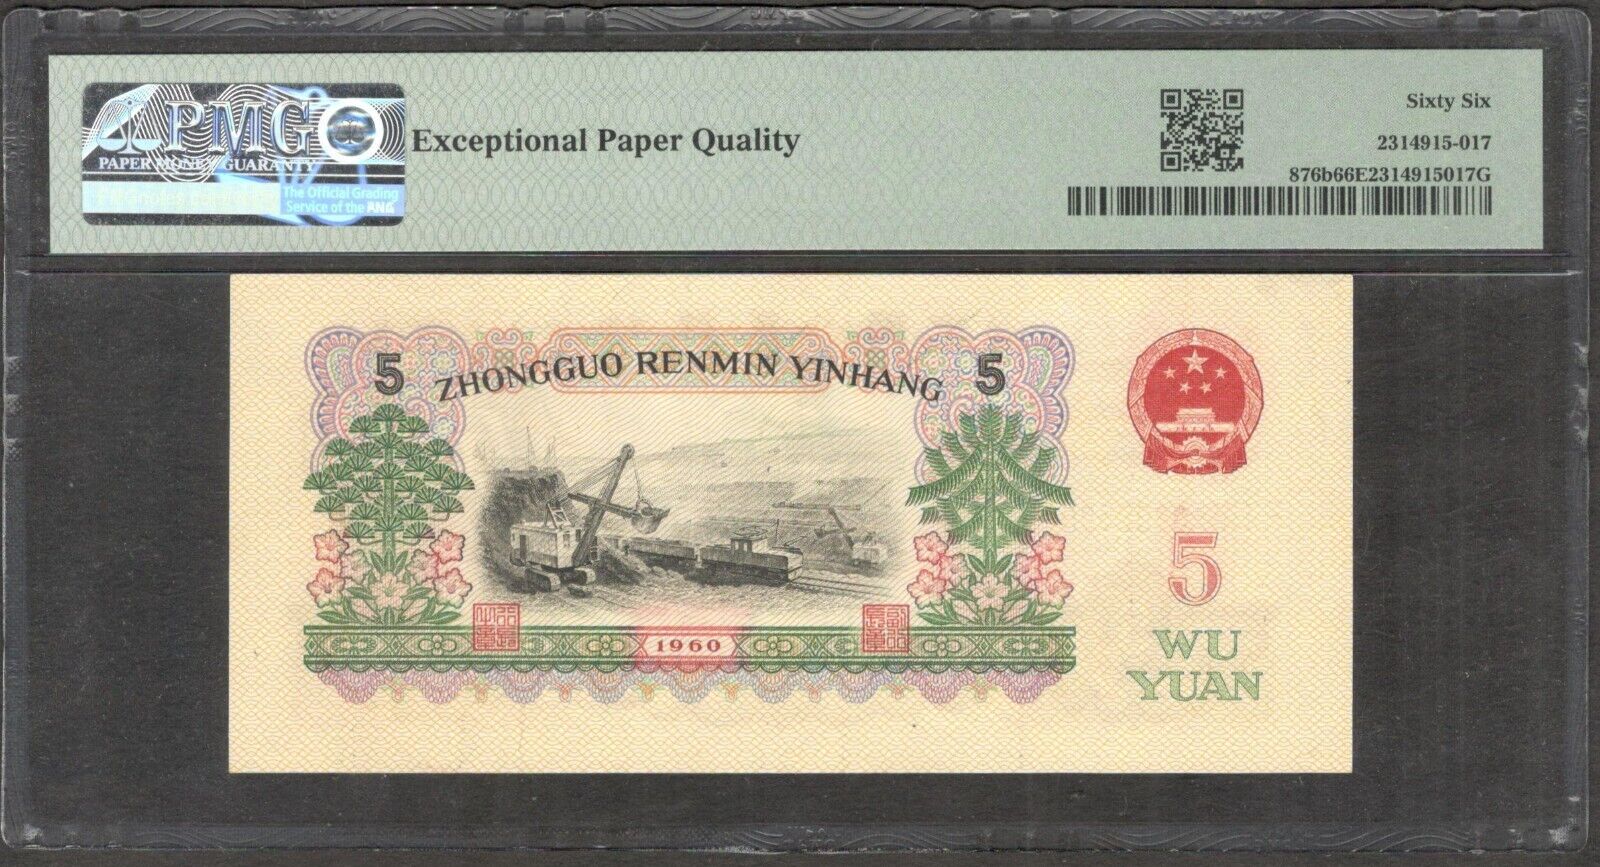 PMG
PAPER MONEY GUARANTY
The Official Grading
Service of the ANG
Exceptional Paper Quality
Sixty Six
2314915-017
876b66E2314915017G
5
ZHONGGUO RENMIN YINHANG
5
1960
5
WU
YUAN